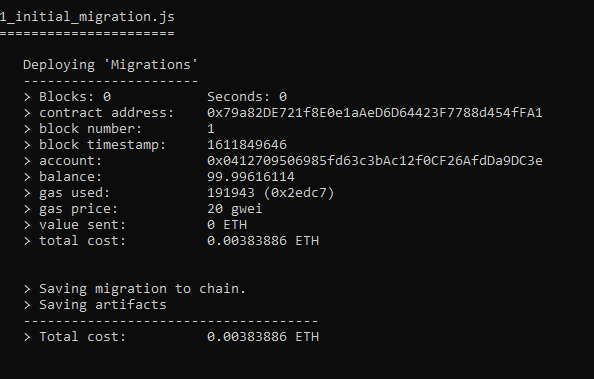 1_initial_migration.js
======================
Deploying 'Migrations'
----------------------
> Blocks: 0 Seconds: 0
> contract address: 0x79a82DE721f8E0e1aAeD6D64423F7788d454fFA1
> block number: 1
> block timestamp: 1611849646
> account: 0x0412709506985fd63c3bAc12f0CF26AfdDa9DC3e
> balance: 99.99616114
> gas used: 191943 (0x2edc7)
> gas price: 20 gwei
> value sent: 0 ETH
> total cost: 0.00383886 ETH
> Saving migration to chain.
> Saving artifacts
-------------------------------------
> Total cost: 0.00383886 ETH